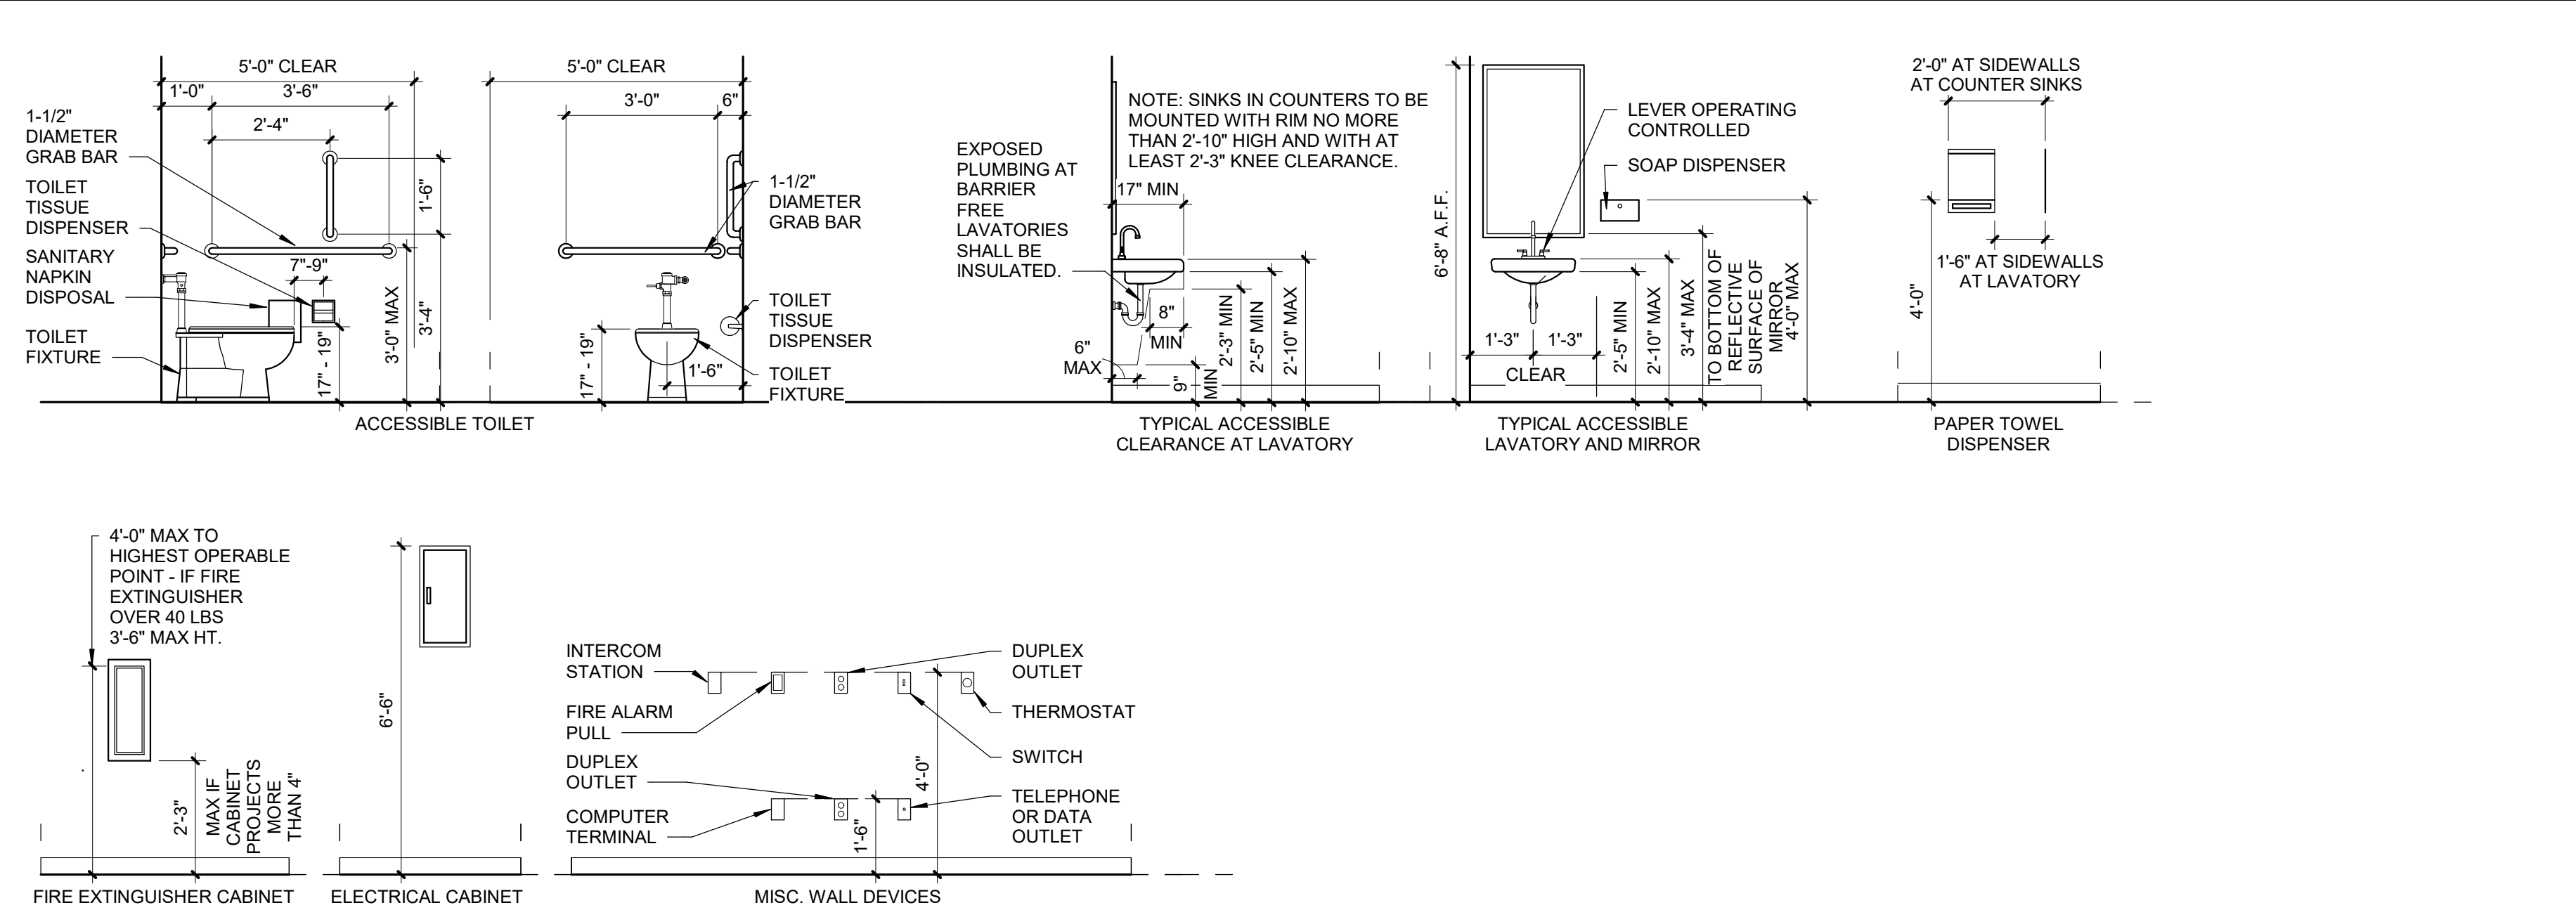 5'-0" CLEAR
1'-0"
3'-6"
2'-4"
1-1/2"
DIAMETER
GRAB BAR
TOILET
TISSUE
DISPENSER
SANITARY
NAPKIN
DISPOSAL
TOILET
FIXTURE
7"-9"
17" - 19"
3'-0" MAX
3'-4"
1'-6"
5'-0" CLEAR
3'-0"
6"
1-1/2"
DIAMETER
GRAB BAR
TOILET
TISSUE
DISPENSER
TOILET
FIXTURE
17" - 19"
1'-6"
ACCESSIBLE TOILET
NOTE: SINKS IN COUNTERS TO BE
MOUNTED WITH RIM NO MORE
THAN 2'-10" HIGH AND WITH AT
LEAST 2'-3" KNEE CLEARANCE.
EXPOSED
PLUMBING AT
BARRIER
FREE
LAVATORIES
SHALL BE
INSULATED.
17" MIN
8"
MIN
6"
MAX
9"
MIN
2'-3" MIN
2'-5" MIN
2'-10" MAX
TYPICAL ACCESSIBLE
CLEARANCE AT LAVATORY
6'-8" A.F.F.
LEVER OPERATING
CONTROLLED
SOAP DISPENSER
1'-3"
1'-3"
CLEAR
2'-5" MIN
2'-10" MAX
3'-4" MAX
TO BOTTOM OF
REFLECTIVE
SURFACE OF
MIRROR
4'-0" MAX
TYPICAL ACCESSIBLE
LAVATORY AND MIRROR
2'-0" AT SIDEWALLS
AT COUNTER SINKS
1'-6" AT SIDEWALLS
AT LAVATORY
4'-0"
PAPER TOWEL
DISPENSER
4'-0" MAX TO
HIGHEST OPERABLE
POINT - IF FIRE
EXTINGUISHER
OVER 40 LBS
3'-6" MAX HT.
2'-3"
MAX IF
CABINET
PROJECTS
MORE
THAN 4"
FIRE EXTINGUISHER CABINET
6'-6"
ELECTRICAL CABINET
INTERCOM
STATION
FIRE ALARM
PULL
DUPLEX
OUTLET
COMPUTER
TERMINAL
DUPLEX
OUTLET
THERMOSTAT
SWITCH
TELEPHONE
OR DATA
OUTLET
4'-0"
1'-6"
MISC. WALL DEVICES